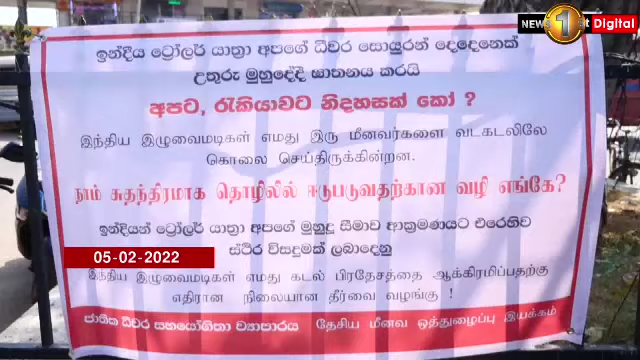 NEWS 1st Digital
ඉන්දීය ට්‍රෝලර් යාත්‍රා අපගේ ධීවර සොයුරන් දෙදෙනෙක්
උතුරු මුහුදේදී ඝාතනය කරයි
අපට, රැකියාවට නිදහසක් කෝ ?
இந்திய இழுவைமடிகள் எமது இரு மீனவர்களை வடகடலிலே
கொலை செய்திருக்கின்றன.
நாம் சுதந்திரமாக தொழிலில் ஈடுபடுவதற்கான வழி எங்கே?
ඉන්දියන් ට්‍රෝලර් යාත්‍රා අපගේ මුහුදු සීමාව ආක්‍රමණයට එරෙහිව
ස්ථිර විසඳුමක් ලබාදෙනු
05-02-2022
இந்திய இழுவைமடிகள் எமது கடல் பிரதேசத்தை ஆக்கிரமிப்பதற்கு
எதிரான நிலையான தீர்வை வழங்கு !
ජාතික ධීවර සහයෝගිතා ව්‍යාපාරය தேசிய மீனவ ஒத்துழைப்பு இயக்கம்